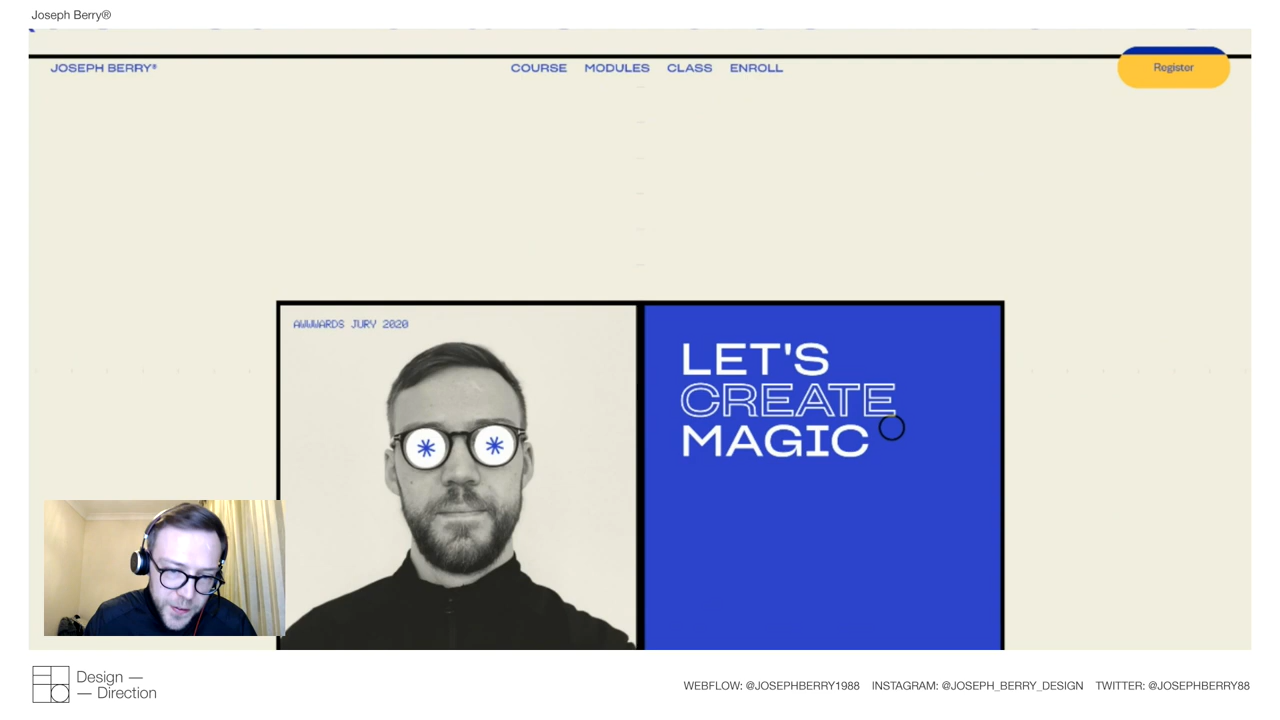 Joseph Berry®
JOSEPH BERRY®
COURSE MODULES CLASS ENROLL
Register
AWWWARDS JURY 2020
LET'S
CREATE
MAGIC
Design —
— Direction
WEBFLOW: @JOSEPHBERRY1988 INSTAGRAM: @JOSEPH_BERRY_DESIGN TWITTER: @JOSEPHBERRY88